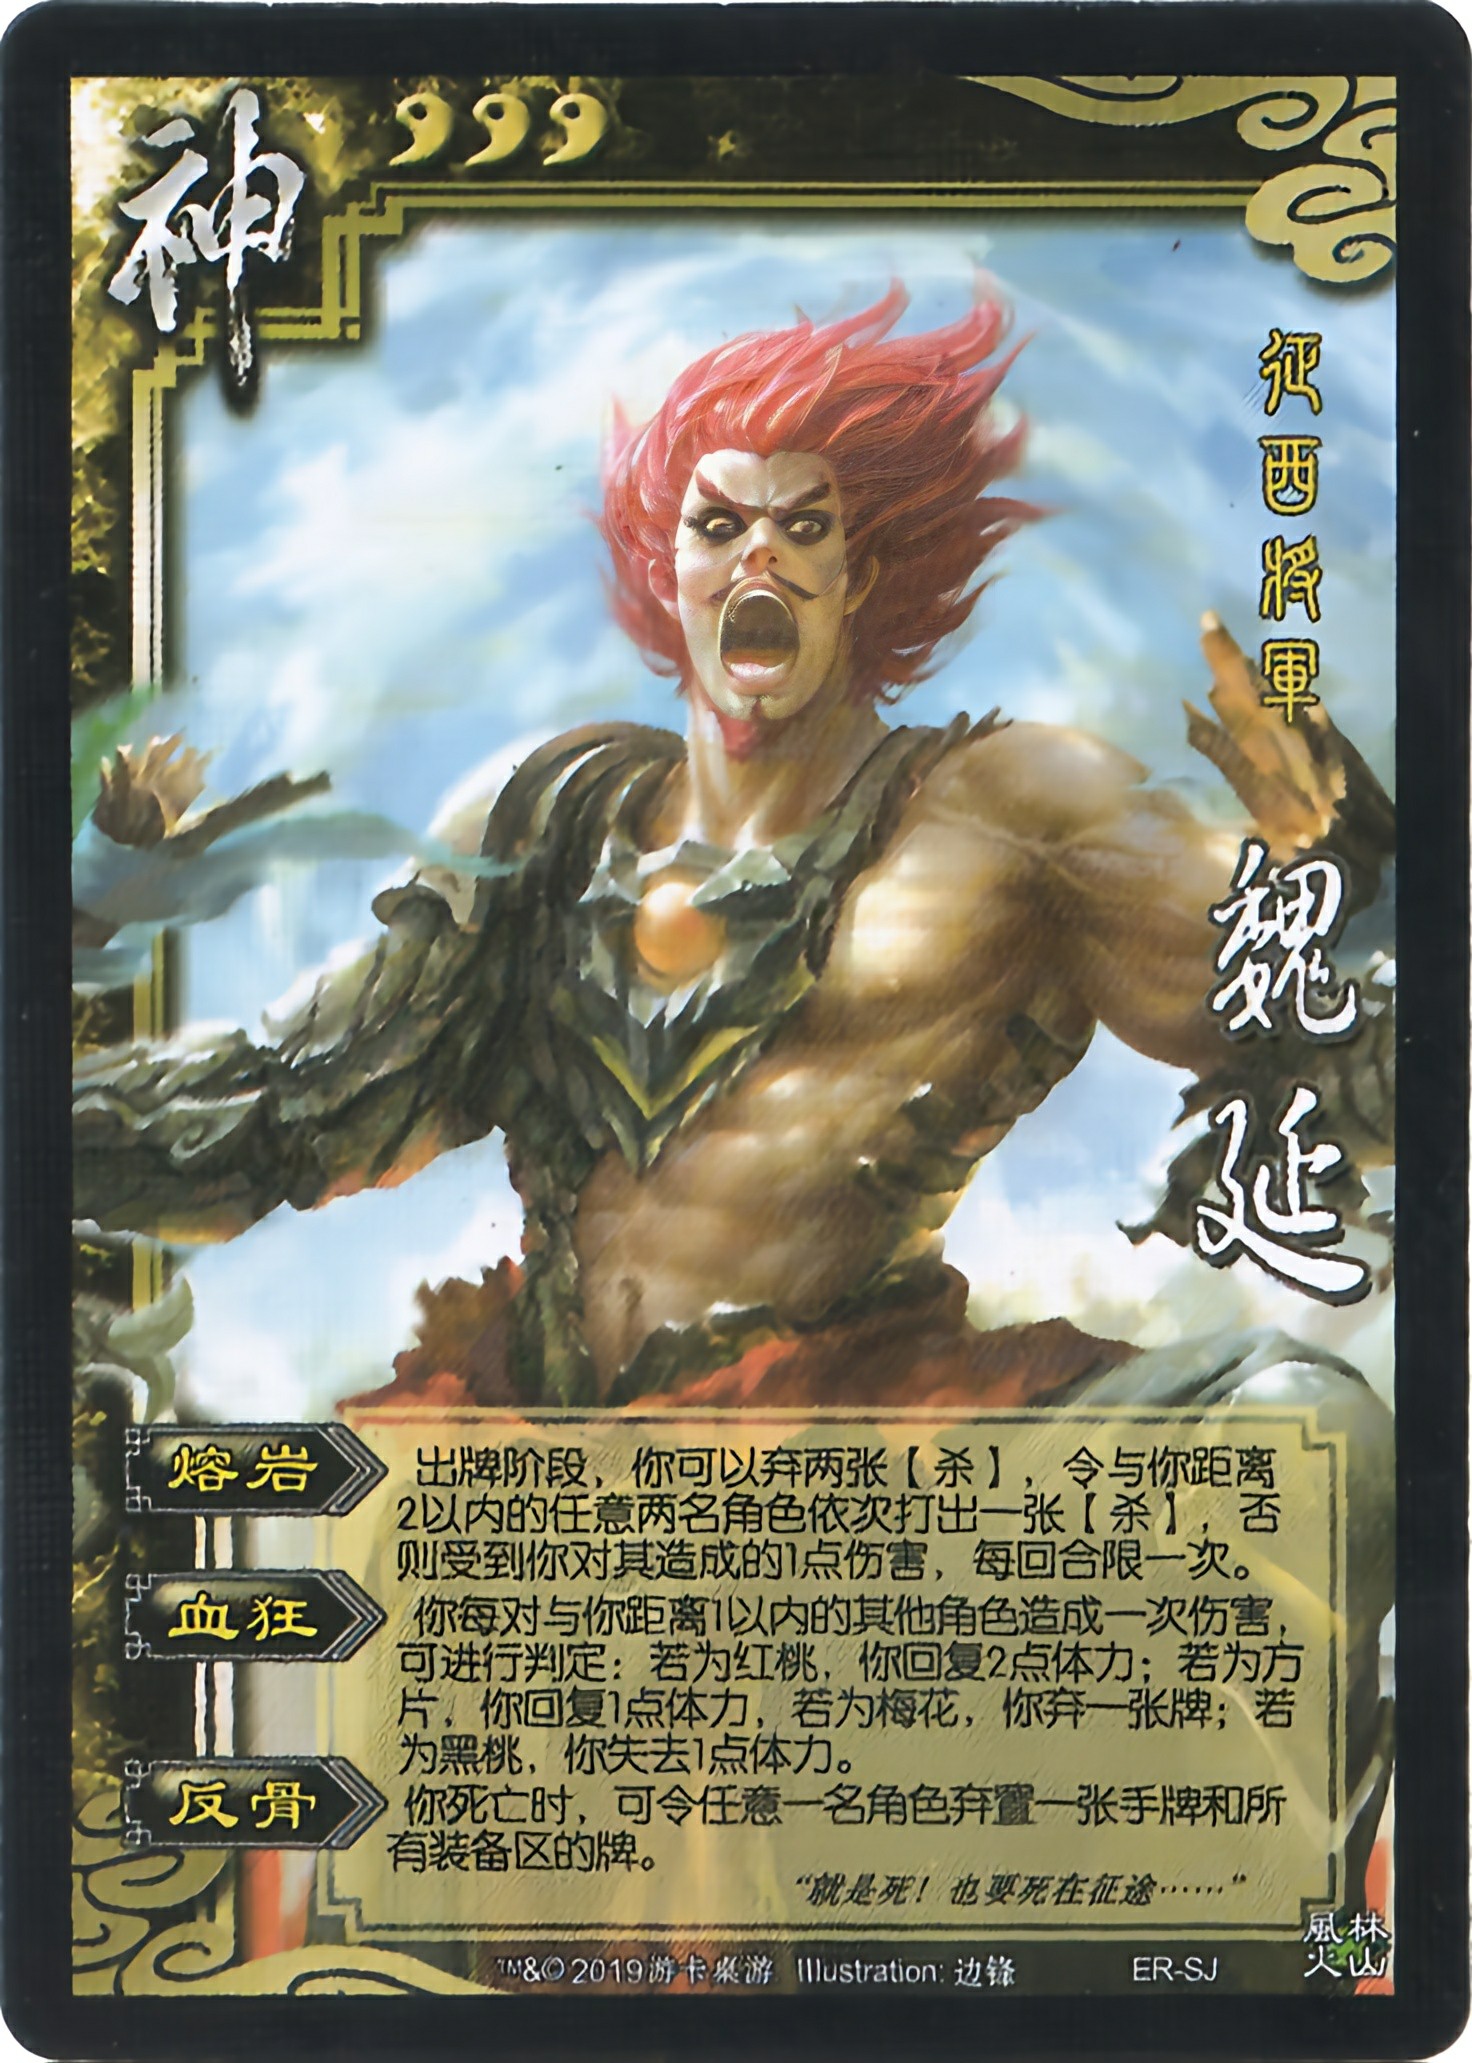 神
征西将軍
魏延
熔岩
出牌阶段，你可以弃两张【杀】，令与你距离
2以内的任意两名角色依次打出一张【杀】，否
则受到你对其造成的1点伤害，每回合限一次。
血狂
你每对与你距离1以内的其他角色造成一次伤害，
可进行判定：若为红桃，你回复2点体力；若为方
片，你回复1点体力，若为梅花，你弃一张牌；若
为黑桃，你失去1点体力。
反骨
你死亡时，可令任意一名角色弃置一张手牌和所
有装备区的牌。
“就是死！也要死在征途……”
™&© 2019游卡桌游 Illustration: 边锋 ER-SJ
風林
火山